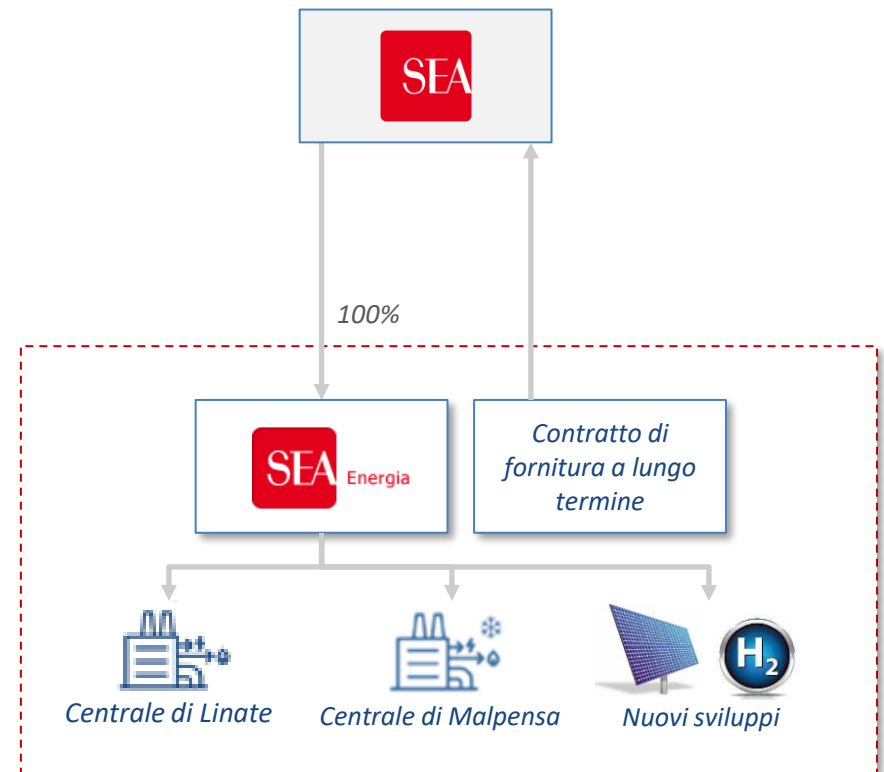 SEA
100%
SEA Energia
Contratto di
fornitura a lungo
termine
Centrale di Linate
Centrale di Malpensa
H2
Nuovi sviluppi